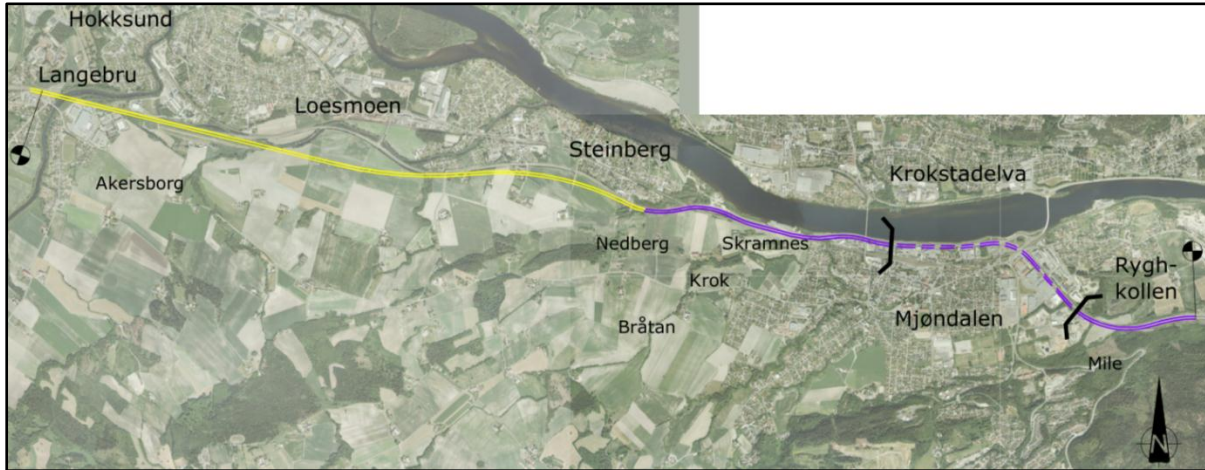 Hokksund
Langebru
Loesmoen
Steinberg
Akersborg
Krokstadelva
Nedberg
Skramnes
Krok
Rygh-
kollen
Bråtan
Mjøndalen
Mile
N